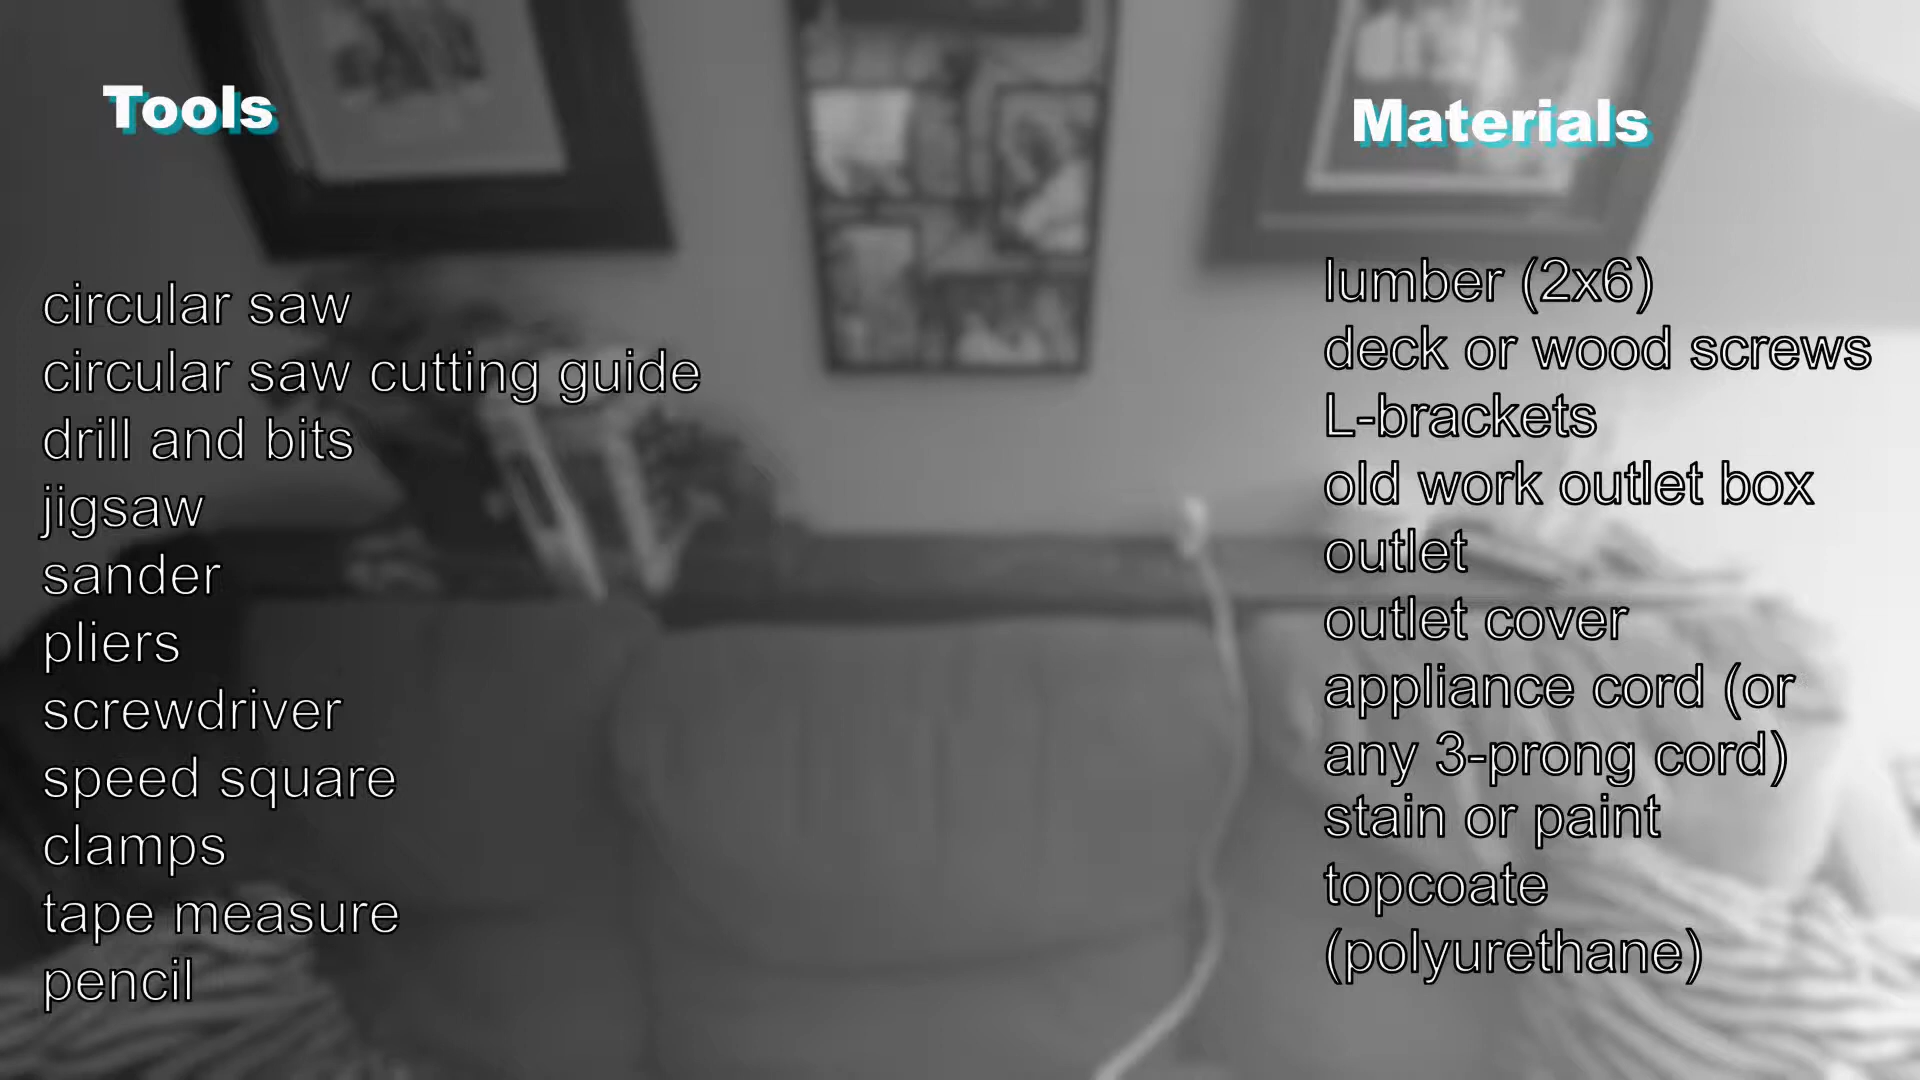 Tools
circular saw
circular saw cutting guide
drill and bits
jigsaw
sander
pliers
screwdriver
speed square
clamps
tape measure
pencil
Materials
lumber (2x6)
deck or wood screws
L-brackets
old work outlet box
outlet
outlet cover
appliance cord (or
any 3-prong cord)
stain or paint
topcoate
(polyurethane)